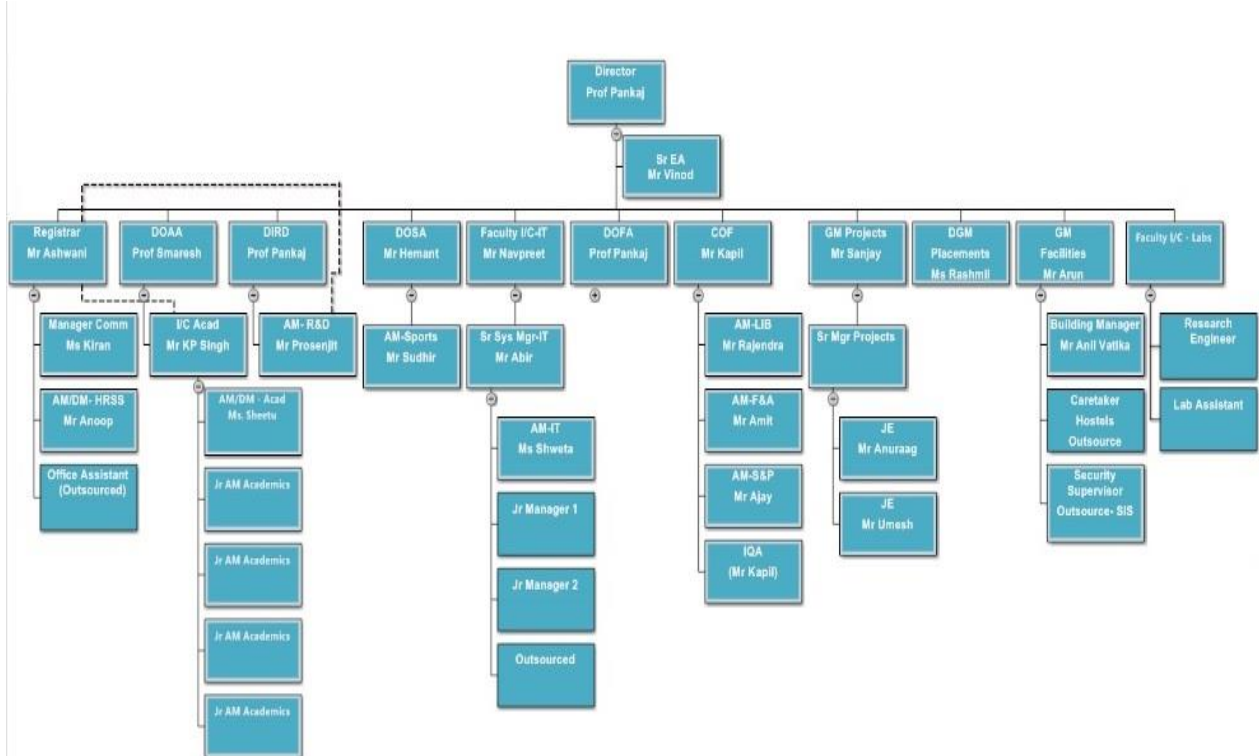 Director
Prof Pankaj
Sr EA
Mr Vinod
Registrar
Mr Ashwani
DOAA
Prof Smaresh
DIRD
Prof Pankaj
DOSA
Mr Hemant
Faculty I/C-IT
Mr Navpreet
DOFA
Prof Pankaj
COF
Mr Kapil
GM Projects
Mr Sanjay
DGM
Placements
Ms Rashmil
GM
Facilities
Mr Arun
Faculty I/C - Labs
Manager Comm
Ms Kiran
I/C Acad
Mr KP Singh
AM- R&D
Mr Prosenjit
AM-Sports
Mr Sudhir
Sr Sys Mgr-IT
Mr Abir
AM-LIB
Mr Rajendra
Sr Mgr Projects
Building Manager
Mr Anil Vatika
Research
Engineer
AM/DM- HRSS
Mr Anoop
AM/DM - Acad
Ms. Sheetu
AM-IT
Ms Shweta
AM-F&A
Mr Amit
JE
Mr Anuraag
Caretaker
Hostels
Outsource
Lab Assistant
Office Assistant
(Outsourced)
Jr AM Academics
Jr Manager 1
AM-S&P
Mr Ajay
JE
Mr Umesh
Security
Supervisor
Outsource- SIS
Jr AM Academics
Jr Manager 2
IQA
(Mr Kapil)
Jr AM Academics
Outsourced
Jr AM Academics